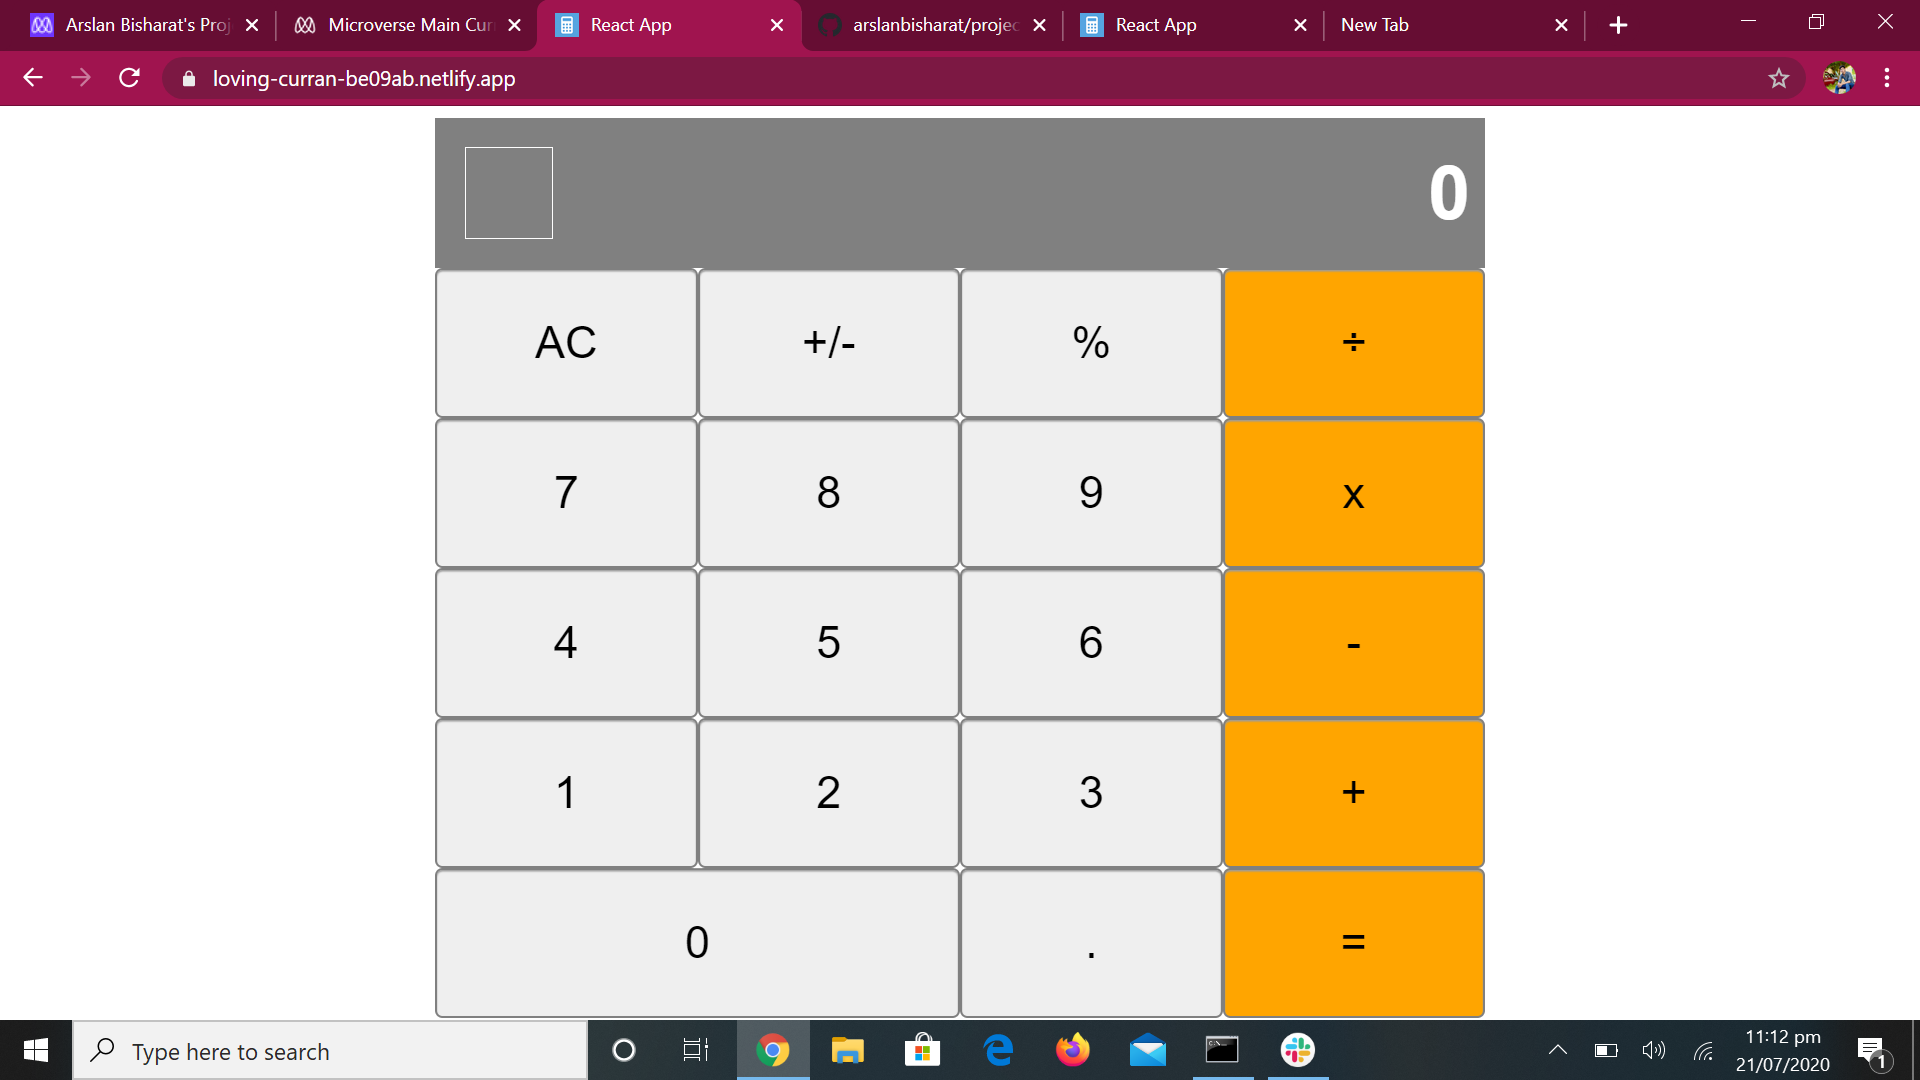 Arslan Bisharat's Proj
Microverse Main Cur
React App
arslanbisharat/projec
React App
New Tab
loving-curran-be09ab.netlify.app
0
AC +/- % ÷
7 8 9 x
4 5 6 -
1 2 3 +
0 . =
Type here to search
11:12 pm
21/07/2020
1